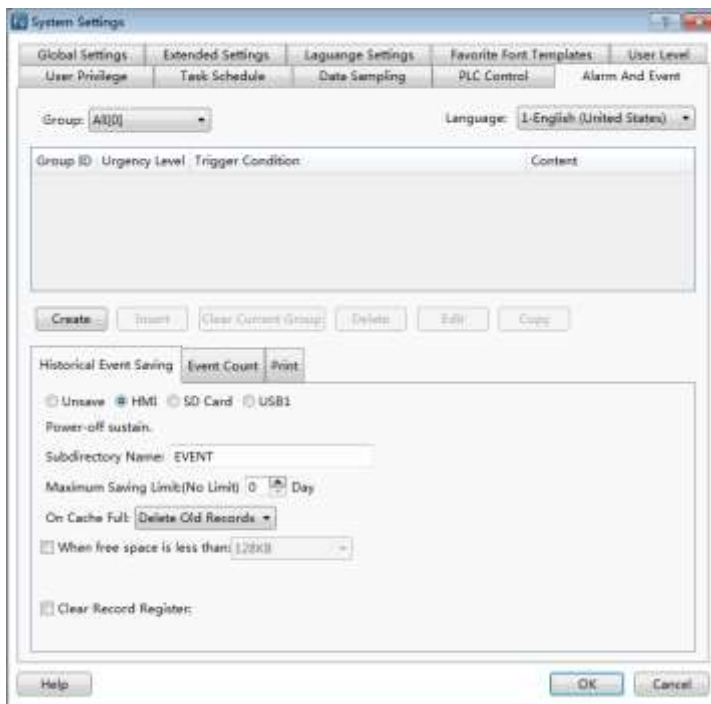 System Settings
Global Settings Extended Settings Laguange Settings Favorite Font Templates User Level
User Privilege Task Schedule Data Sampling PLC Control Alarm And Event
Group: All[0] Language: 1-English (United States)
Group ID Urgency Level Trigger Condition Content
Create Insert Clear Current Group Delete Edit Copy
Historical Event Saving Event Count Print
Unsave HMI SD Card USB1
Power-off sustain.
Subdirectory Name: EVENT
Maximum Saving Limit:(No Limit) 0 Day
On Cache Full: Delete Old Records
When free space is less than: 128KB
Clear Record Register:
Help OK Cancel